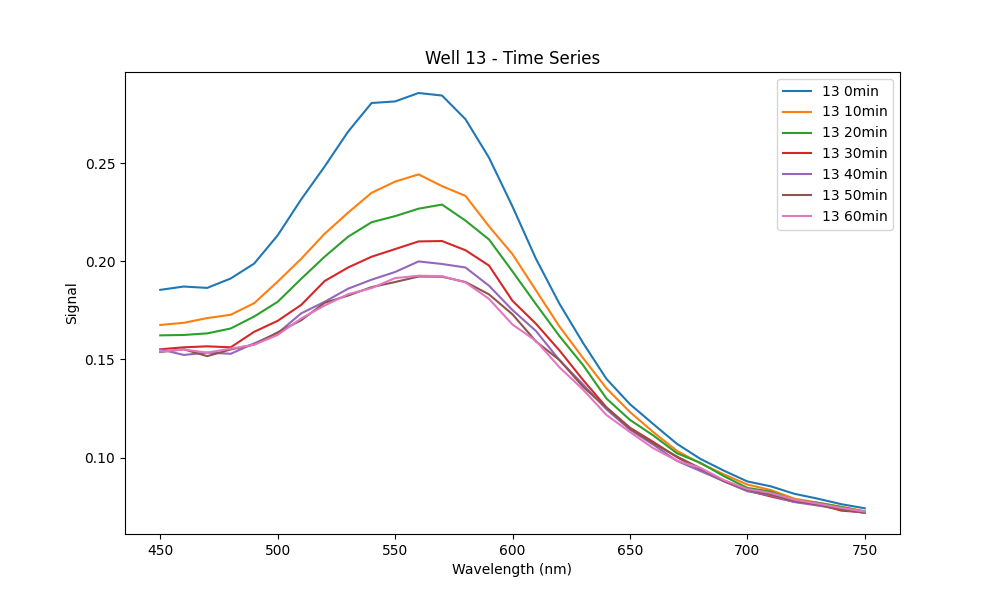 Well 13 - Time Series
13 0min
13 10min
13 20min
13 30min
13 40min
13 50min
13 60min
Signal
0.25
0.20
0.15
0.10
450 500 550 600 650 700 750
Wavelength (nm)